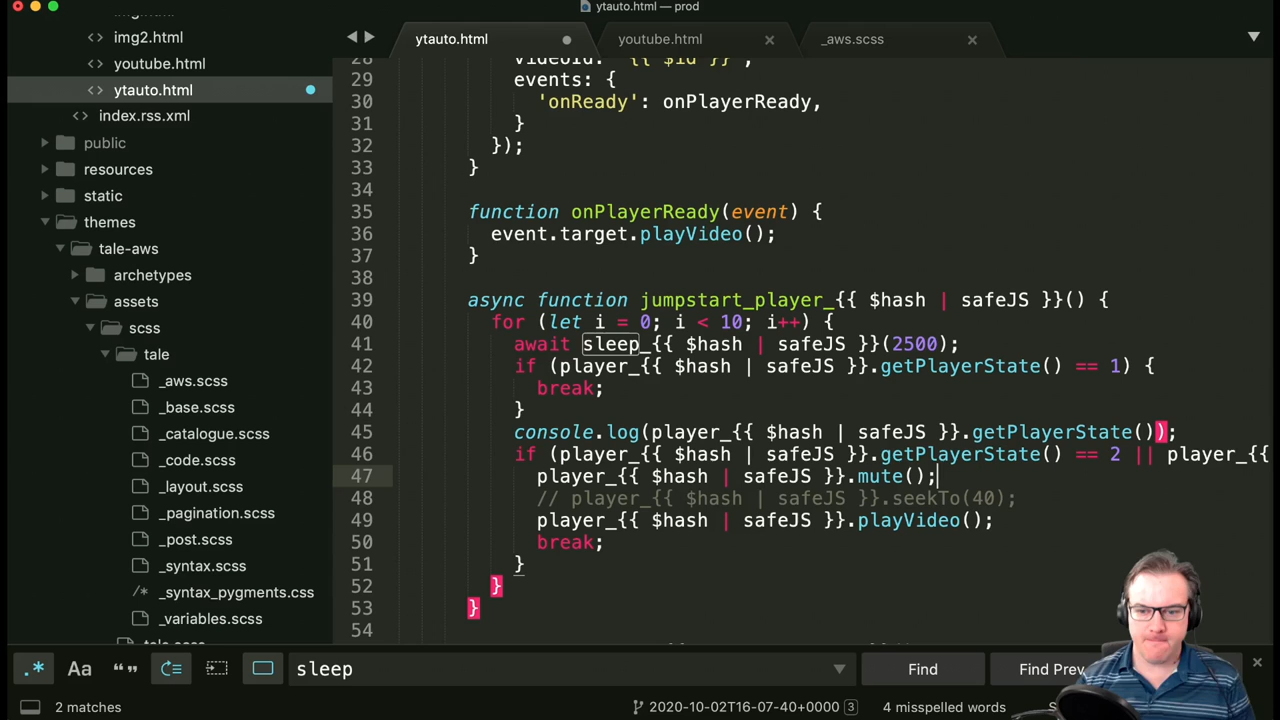 ytauto.html — prod
img2.html
youtube.html
ytauto.html
index.rss.xml
public
resources
static
themes
tale-aws
archetypes
assets
scss
tale
_aws.scss
_base.scss
_catalogue.scss
_code.scss
_layout.scss
_pagination.scss
_post.scss
_syntax.scss
/* _syntax_pygments.css
_variables.scss
ytauto.html
youtube.html
_aws.scss
28 videoId: "{{ $id }}",
29 events: {
30 'onReady': onPlayerReady,
31 }
32 });
33 }
34
35 function onPlayerReady(event) {
36 event.target.playVideo();
37 }
38
39 async function jumpstart_player_{{ $hash | safeJS }}() {
40 for (let i = 0; i < 10; i++) {
41 await sleep_{{ $hash | safeJS }}(2500);
42 if (player_{{ $hash | safeJS }}.getPlayerState() == 1) {
43 break;
44 }
45 console.log(player_{{ $hash | safeJS }}.getPlayerState());
46 if (player_{{ $hash | safeJS }}.getPlayerState() == 2 || player_{{
47 player_{{ $hash | safeJS }}.mute();
48 // player_{{ $hash | safeJS }}.seekTo(40);
49 player_{{ $hash | safeJS }}.playVideo();
50 break;
51 }
52 }
53 }
54
.* Aa “” sleep Find Find Prev
2 matches 2020-10-02T16-07-40+0000 3 4 misspelled words